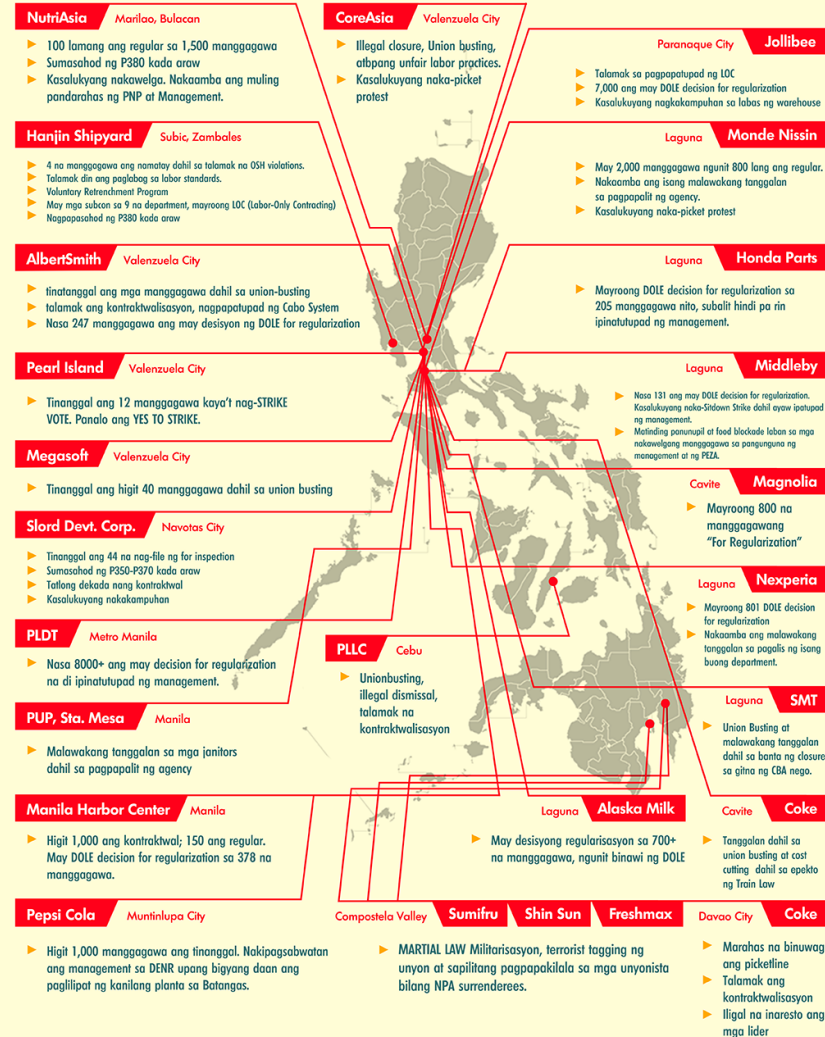 NutriAsia
Marilao, Bulacan
100 lamang ang regular sa 1,500 manggagawa
Sumasahod ng P380 kada araw
Kasalukyang nakawelga. Nakaamba ang muling
pandarahas ng PNP at Management.
CoreAsia
Valenzuela City
Illegal closure, Union busting,
atbpang unfair labor practices.
Kasalukuyang naka-picket
protest
Paranaque City
Jollibee
Talamak sa pagpapatupad ng LOC
7,000 ang may DOLE decision for regularization
Kasalukuyang nagkakampuhan sa labas ng warehouse
Hanjin Shipyard
Subic, Zambales
4 na manggagowa ang namatay dahil sa talamak na OSH violations.
Talamak din ang paglabag sa labor standards.
Voluntary Retrenchment Program
May mga subcon sa 9 na department, mayroong LOC (Labor-Only Contracting)
Nagpapasahod ng P380 kada araw
Laguna
Monde Nissin
May 2,000 manggagawa ngunit 800 lang ang regular.
Nakaamba ang isang malawakang tanggalan
sa pagpapalit ng agency.
Kasalukuyang naka-picket protest
AlbertSmith
Valenzuela City
tinatanggal ang mga manggagawa dahil sa union-busting
talamak ang kontraktwalisasyon, nagpapatupad ng Cabo System
Nasa 247 manggagawa ang may desisyon ng DOLE for regularization
Laguna
Honda Parts
Mayroong DOLE decision for regularization sa
205 manggagawa nito, subalit hindi pa rin
ipinatutupad ng management.
Pearl Island
Valenzuela City
Tinanggal ang 12 manggagawa kaya't nag-STRIKE
VOTE. Panalo ang YES TO STRIKE.
Laguna
Middleby
Nasa 131 ang may DOLE decision for regularization.
Kasalukuyang naka-Sitdown Strike dahil ayaw ipatupad
ng management.
Matinding panunupil at food blockade laban sa mga
nakawelgang manggagawa sa pangunguna ng
management at ng PEZA.
Megasoft
Valenzuela City
Tinanggal ang higit 40 manggagawa dahil sa union busting
Cavite
Magnolia
Mayroong 800 na
manggagawang
“For Regularization”
Slord Devt. Corp.
Navotas City
Tinanggal ang 44 na nag-file ng for inspection
Sumasahod ng P350-P370 kada araw
Tatlong dekada nang kontraktwal
Kasalukuyang nakakampuhan
Laguna
Nexperia
Mayroong 801 DOLE decision
for regularization
Nakaamba ang malawakang
tanggalan sa pagalis ng isang
buong department.
PLDT
Metro Manila
Nasa 8000+ ang may decision for regularization
na di ipinatutupad ng management.
PLLC
Cebu
Unionbusting,
illegal dismissal,
talamak na
kontraktwalisasyon
PUP, Sta. Mesa
Manila
Malawakang tanggalan sa mga janitors
dahil sa pagpapalit ng agency
Laguna
SMT
Union Busting at
malawakang tanggalan
dahil sa banta ng closure
sa gitna ng CBA nego.
Manila Harbor Center
Manila
Higit 1,000 ang kontraktwal; 150 ang regular.
May DOLE decision for regularization sa 378 na
manggagawa.
Laguna
Alaska Milk
May desisyong regularisasyon sa 700+
na manggagawa, ngunit binawi ng DOLE
Cavite
Coke
Tanggalan dahil sa
union busting at cost
cutting dahil sa epekto
ng Train Law
Pepsi Cola
Muntinlupa City
Higit 1,000 manggagawa ang tinanggol. Nakipagsabwatan
ang management sa DENR upang bigyang daan ang
paglilipat ng kanilang planta sa Batangas.
Compostela Valley
Sumifru
Shin Sun
Freshmax
MARTIAL LAW Militarisasyon, terrorist tagging ng
unyon at sapilitang pagpapakilala sa mga unyonista
bilang NPA surrenderees.
Davao City
Coke
Marahas na binuwag
ang picketline
Talamak ang
kontraktwalisasyon
Iligal na inaresto ang
mga lider